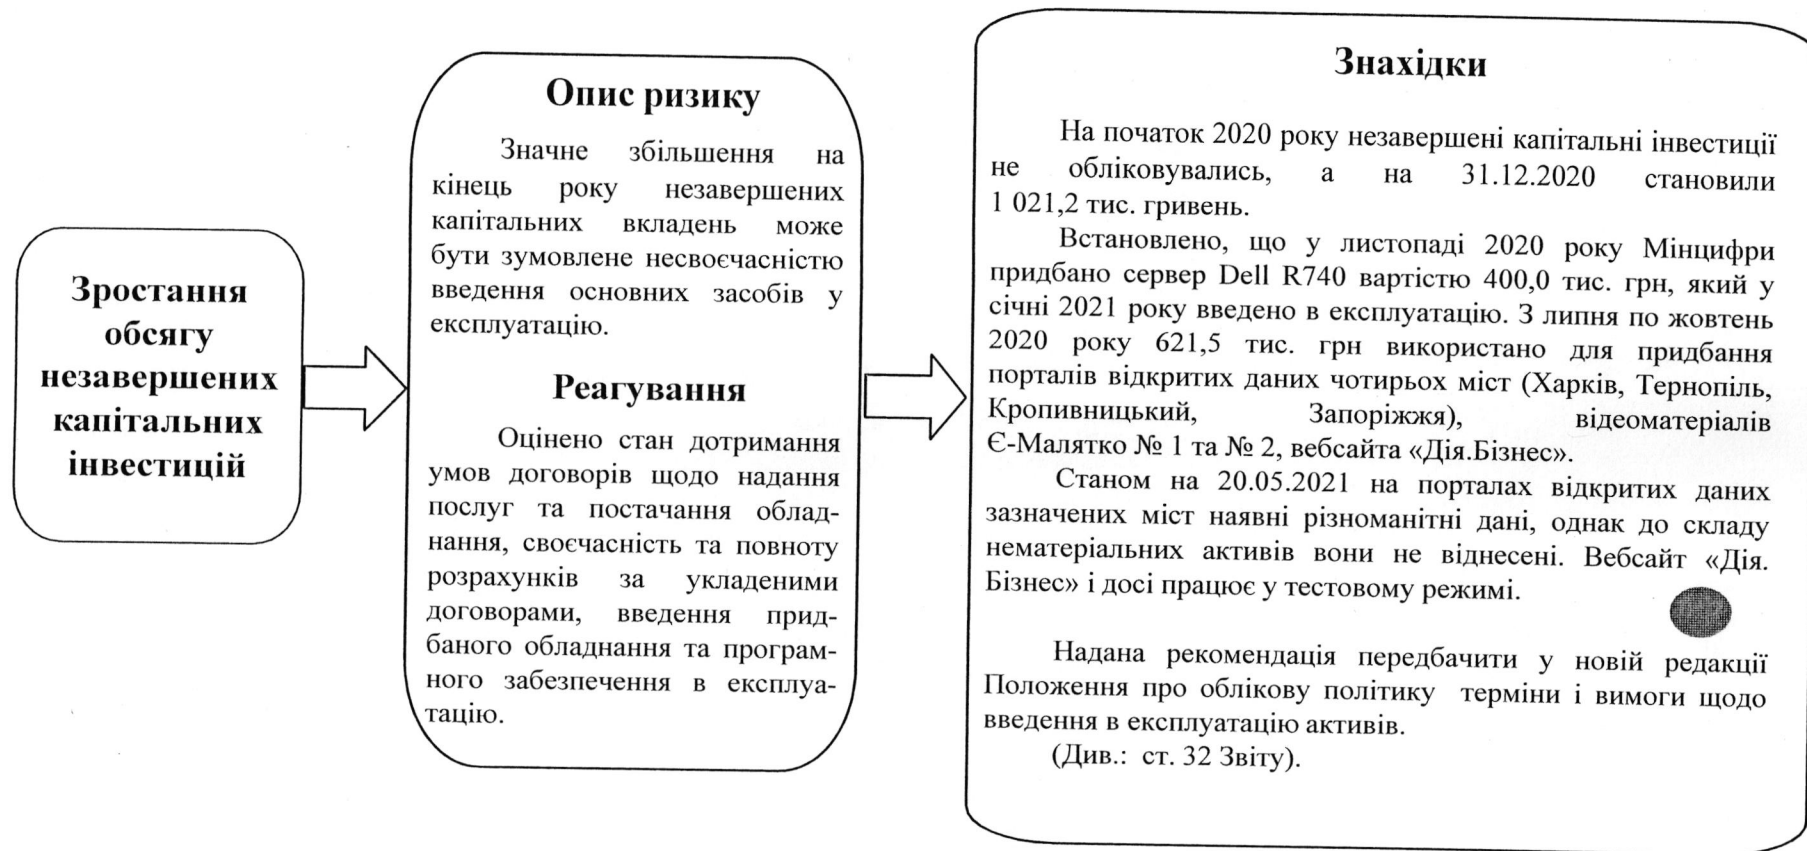 Зростання
обсягу
незавершених
капітальних
інвестицій
Опис ризику
Значне збільшення на
кінець року незавершених
капітальних вкладень може
бути зумовлене несвоєчасністю
введення основних засобів у
експлуатацію.
Реагування
Оцінено стан дотримання
умов договорів щодо надання
послуг та постачання облад-
нання, своєчасність та повноту
розрахунків за укладеними
договорами, введення прид-
баного обладнання та програм-
ного забезпечення в експлуа-
тацію.
Знахідки
На початок 2020 року незавершені капітальні інвестиції
не обліковувались, а на 31.12.2020 становили
1 021,2 тис. гривень.
Встановлено, що у листопаді 2020 року Мінцифри
придбано сервер Dell R740 вартістю 400,0 тис. грн, який у
січні 2021 року введено в експлуатацію. З липня по жовтень
2020 року 621,5 тис. грн використано для придбання
порталів відкритих даних чотирьох міст (Харків, Тернопіль,
Кропивницький, Запоріжжя), відеоматеріалів
Є-Малятко № 1 та № 2, вебсайта «Дія.Бізнес».
Станом на 20.05.2021 на порталах відкритих даних
зазначених міст наявні різноманітні дані, однак до складу
нематеріальних активів вони не віднесені. Вебсайт «Дія.
Бізнес» і досі працює у тестовому режимі.
Надана рекомендація передбачити у новій редакції
Положення про облікову політику терміни і вимоги щодо
введення в експлуатацію активів.
(Див.: ст. 32 Звіту).